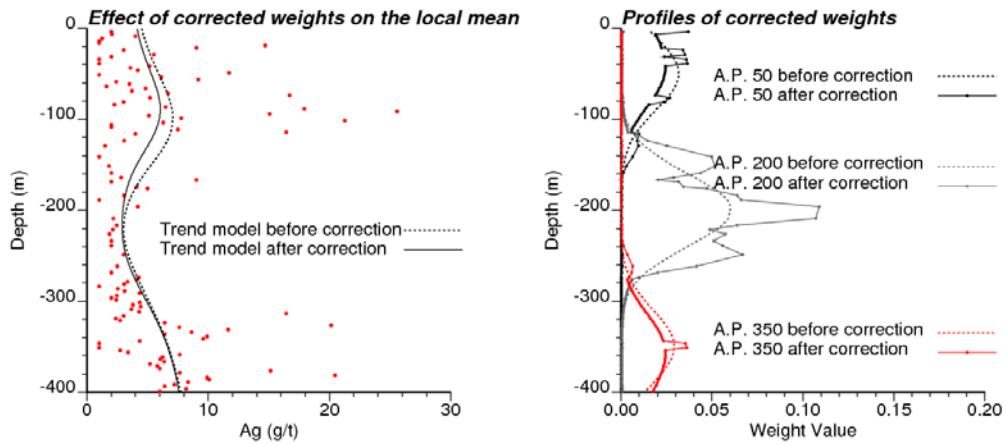 Effect of corrected weights on the local mean
0
-100
-200
-300
-400
Depth (m)
Trend model before correction
Trend model after correction
0
10
20
30
Ag (g/t)
Profiles of corrected weights
0
-100
-200
-300
-400
Depth (m)
A.P. 50 before correction
A.P. 50 after correction
A.P. 200 before correction
A.P. 200 after correction
A.P. 350 before correction
A.P. 350 after correction
0.00
0.05
0.10
0.15
0.20
Weight Value